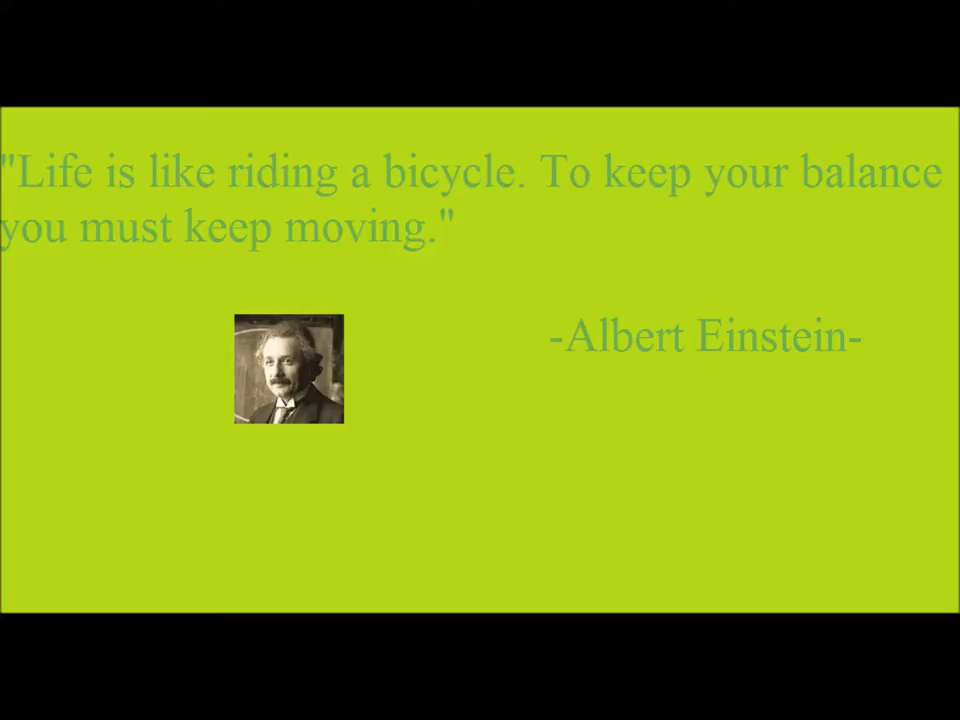 "Life is like riding a bicycle. To keep your balance
you must keep moving."
-Albert Einstein-